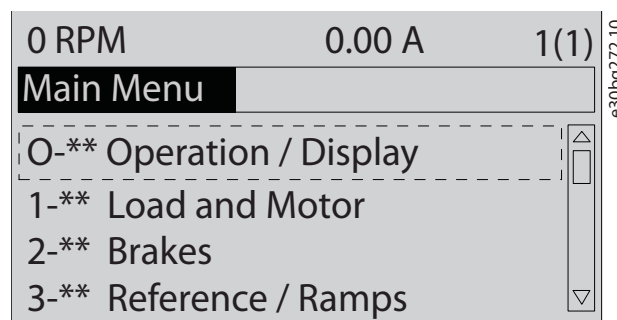 0 RPM 0.00 A 1(1)
Main Menu
O-** Operation / Display
1-** Load and Motor
2-** Brakes
3-** Reference / Ramps
e30bg272.10